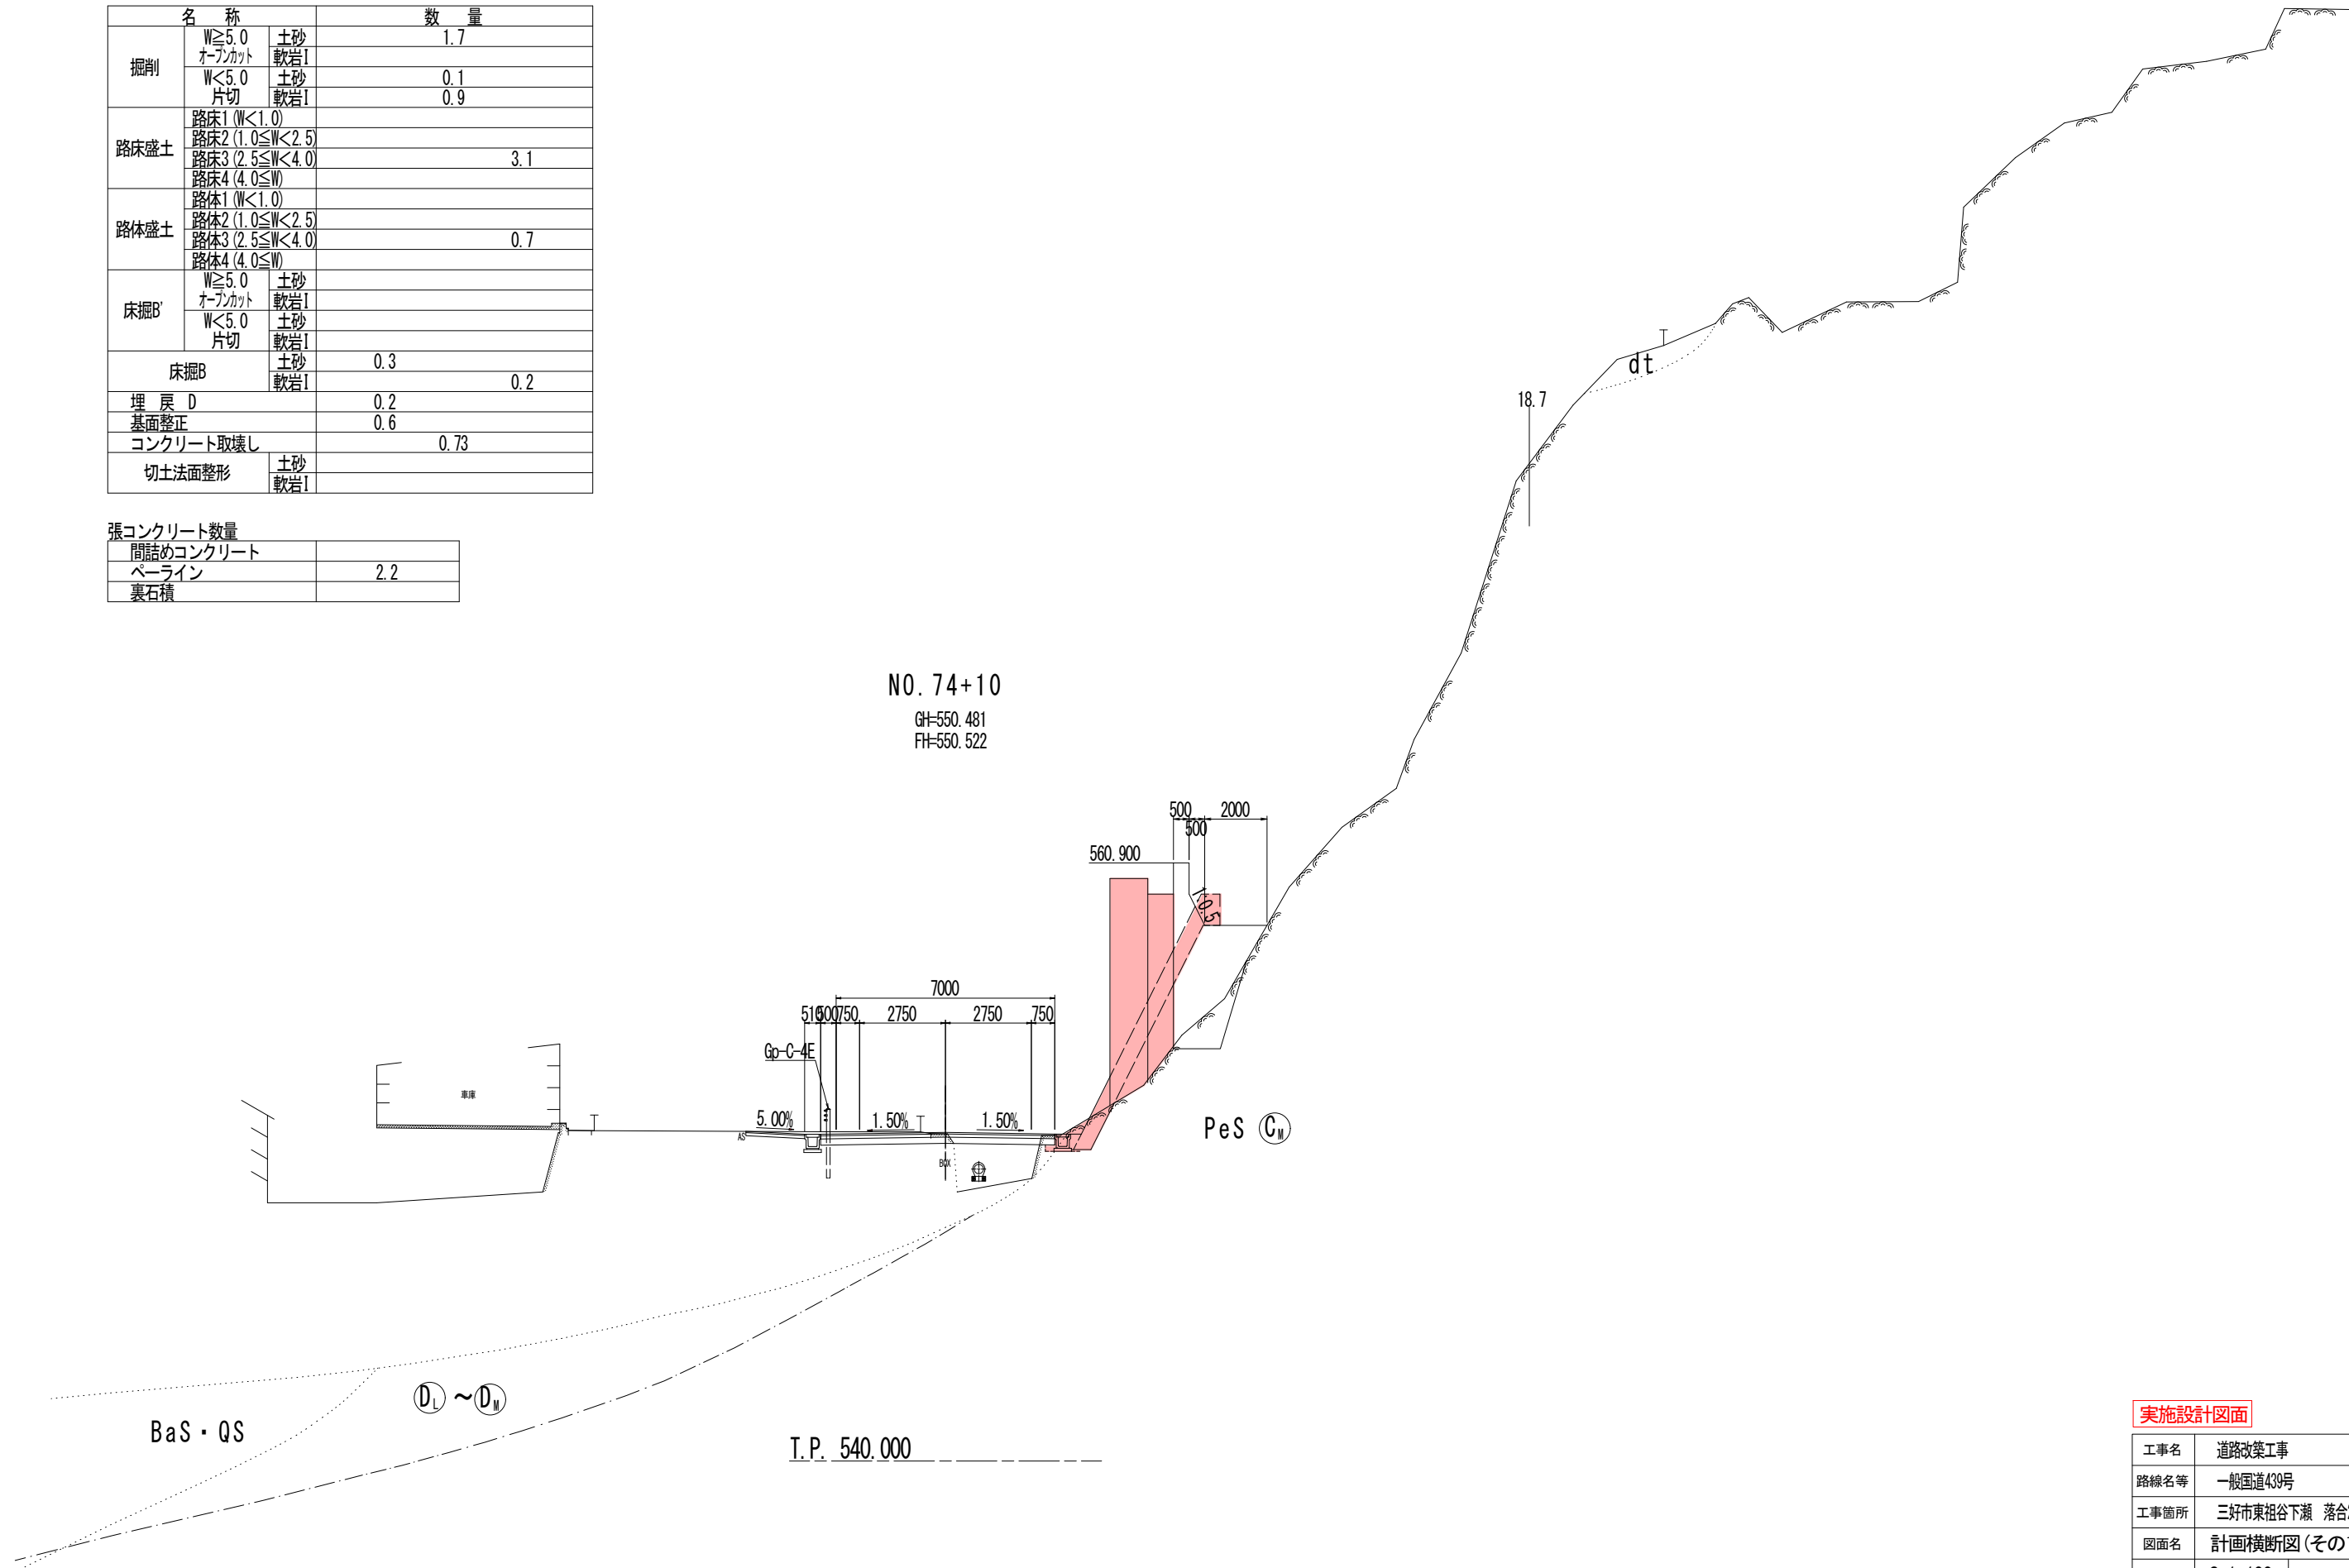 名 称 数 量
掘削 W≧5.0 オープンカット 土砂 1.7
軟岩I
W<5.0 片切 土砂 0.1
軟岩I 0.9
路床盛土 路床1(W<1.0)
路床2(1.0≦W<2.5)
路床3(2.5≦W<4.0) 3.1
路床4(4.0≦W)
路体盛土 路体1(W<1.0)
路体2(1.0≦W<2.5)
路体3(2.5≦W<4.0) 0.7
路体4(4.0≦W)
床掘B' W≧5.0 オープンカット 土砂
軟岩I
W<5.0 片切 土砂
軟岩I
床掘B 土砂 0.3
軟岩I 0.2
埋 戻 D 0.2
基面整正 0.6
コンクリート取壊し 0.73
切土法面整形 土砂
軟岩I
張コンクリート数量
間詰めコンクリート
ペーライン 2.2
裏石積
dt
18.7
NO.74+10
GH=550.481
FH=550.522
500 2000
500
560.900
1:0.5
7000
510 500 750 2750 2750 750
Gp-C-4E
車庫
5.00% 1.50% 1.50%
AS
BOX
PeS CM
DL ～DM
BaS・QS
T.P. 540.000
実施設計図面
工事名 道路改築工事
路線名等 一般国道439号
工事箇所 三好市東祖谷下瀬 落合
図面名 計画横断図(その